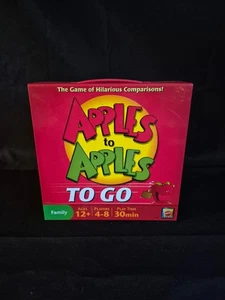 The Game of Hilarious Comparisons!
APPLES
to
APPLES
TO GO
Family
AGES
12+
PLAYERS
4-8
PLAY TIME
30min